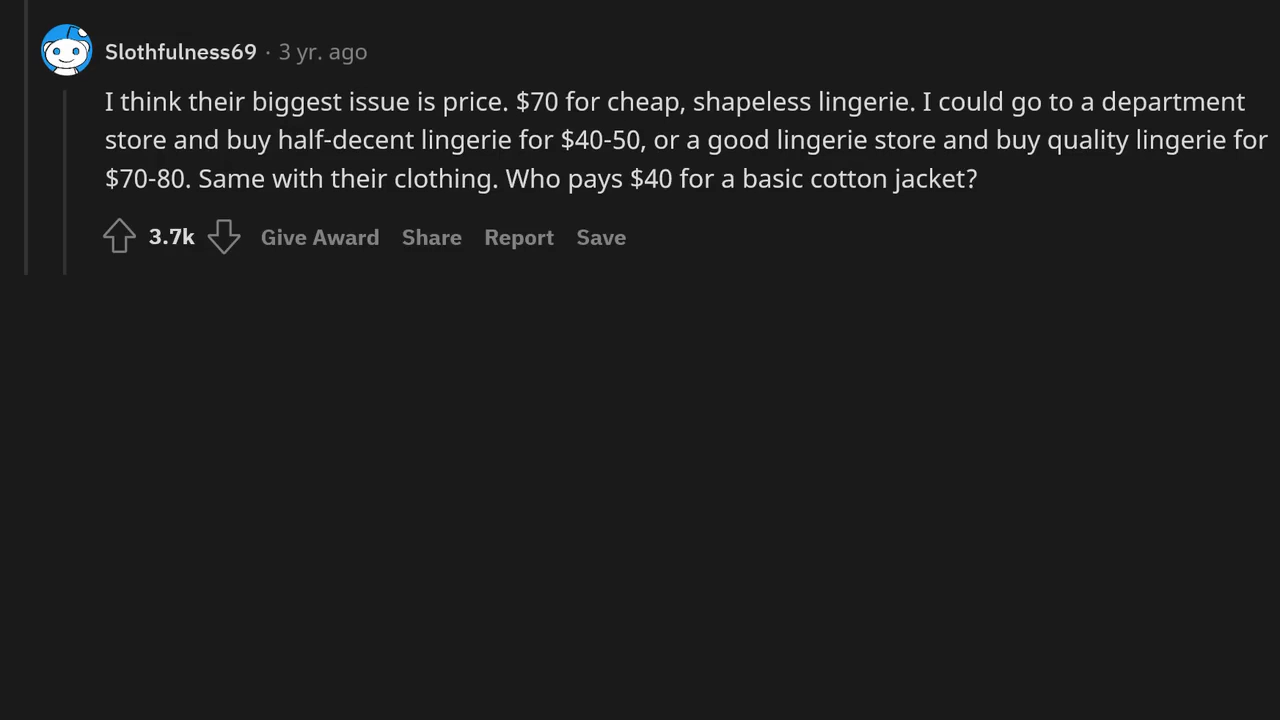 Slothfulness69 · 3 yr. ago
I think their biggest issue is price. $70 for cheap, shapeless lingerie. I could go to a department
store and buy half-decent lingerie for $40-50, or a good lingerie store and buy quality lingerie for
$70-80. Same with their clothing. Who pays $40 for a basic cotton jacket?
3.7k Give Award Share Report Save